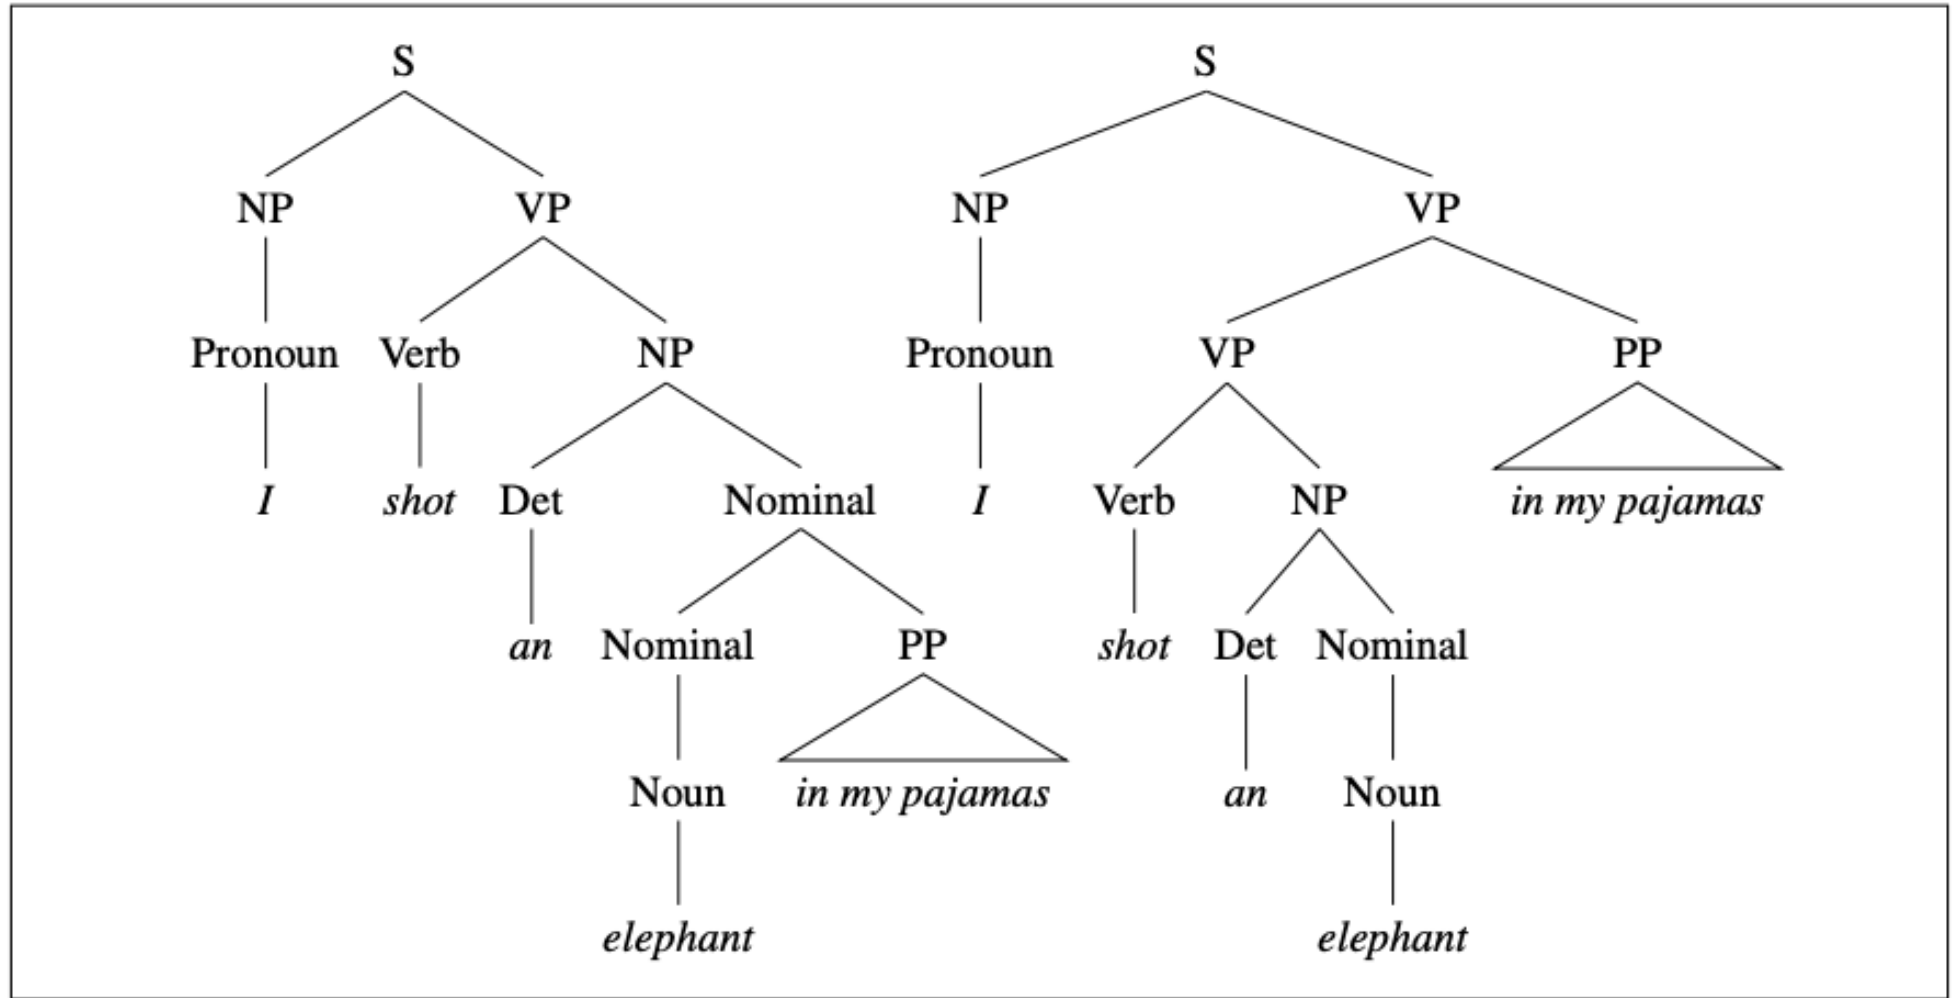 S S
NP VP NP VP
Pronoun Verb NP Pronoun VP PP
I shot Det Nominal I Verb NP in my pajamas
an Nominal PP shot Det Nominal
Noun in my pajamas an Noun
elephant elephant